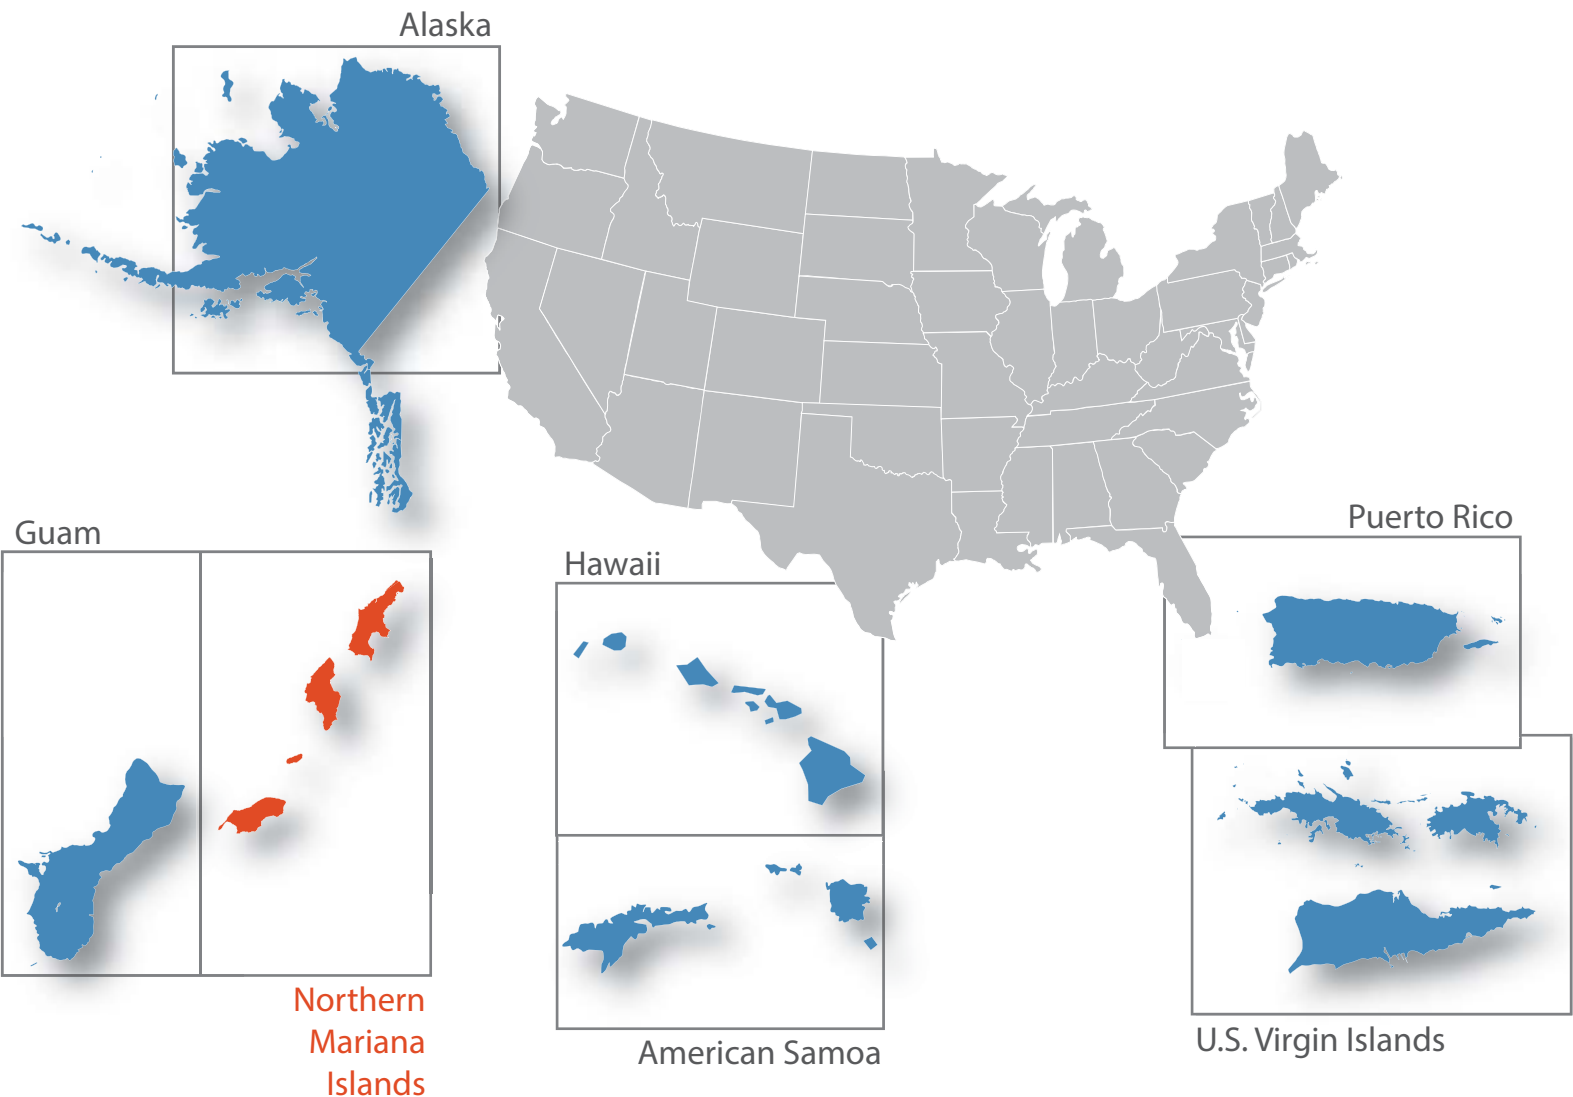 Alaska
Guam
Hawaii
Puerto Rico
Northern
Mariana
Islands
American Samoa
U.S. Virgin Islands